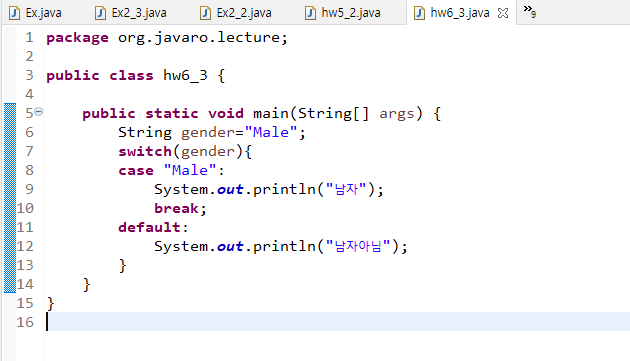 Ex.java Ex2_3.java Ex2_2.java hw5_2.java hw6_3.java »9
1 package org.javaro.lecture;
2
3 public class hw6_3 {
4
5 public static void main(String[] args) {
6 String gender="Male";
7 switch(gender){
8 case "Male":
9 System.out.println("남자");
10 break;
11 default:
12 System.out.println("남자아님");
13 }
14 }
15 }
16